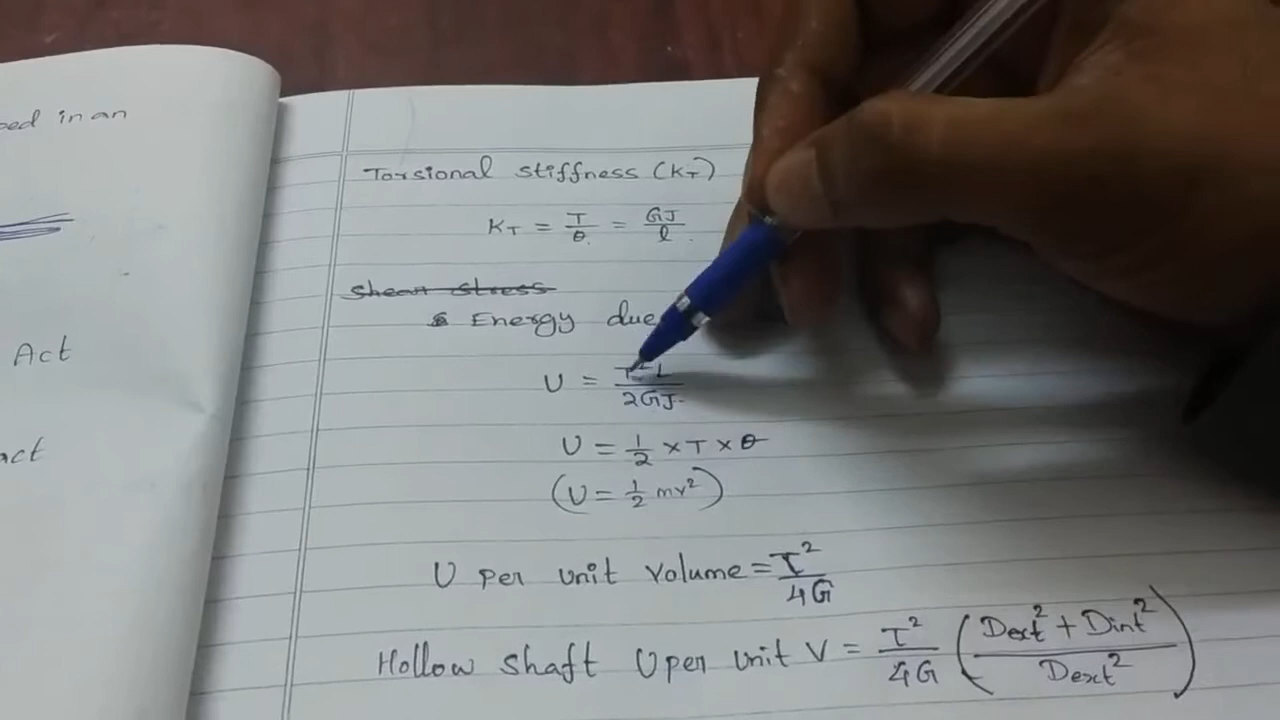 ped in an
Act
act
Torsional stiffness (KT)
KT = T/θ = GJ/l
Shear stress
Energy due
U = T²L/2GJ
U = 1/2 × T × θ
(U = 1/2 mv²)
U per unit volume = τ²/4G
Hollow shaft U per unit V = τ²/4G (Dext² + Dint²/Dext²)